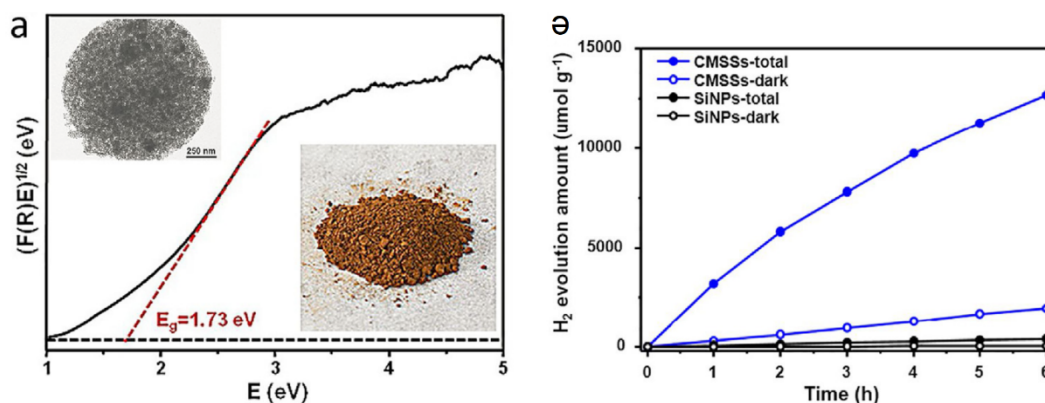 a
250 nm
(F(R)E)^1/2 (eV)
E_g=1.73 eV
1 2 3 4 5
E (eV)
ə
15000
10000
5000
0
H₂ evolution amount (umol g⁻¹)
CMSSs-total
CMSSs-dark
SiNPs-total
SiNPs-dark
0 1 2 3 4 5 6
Time (h)